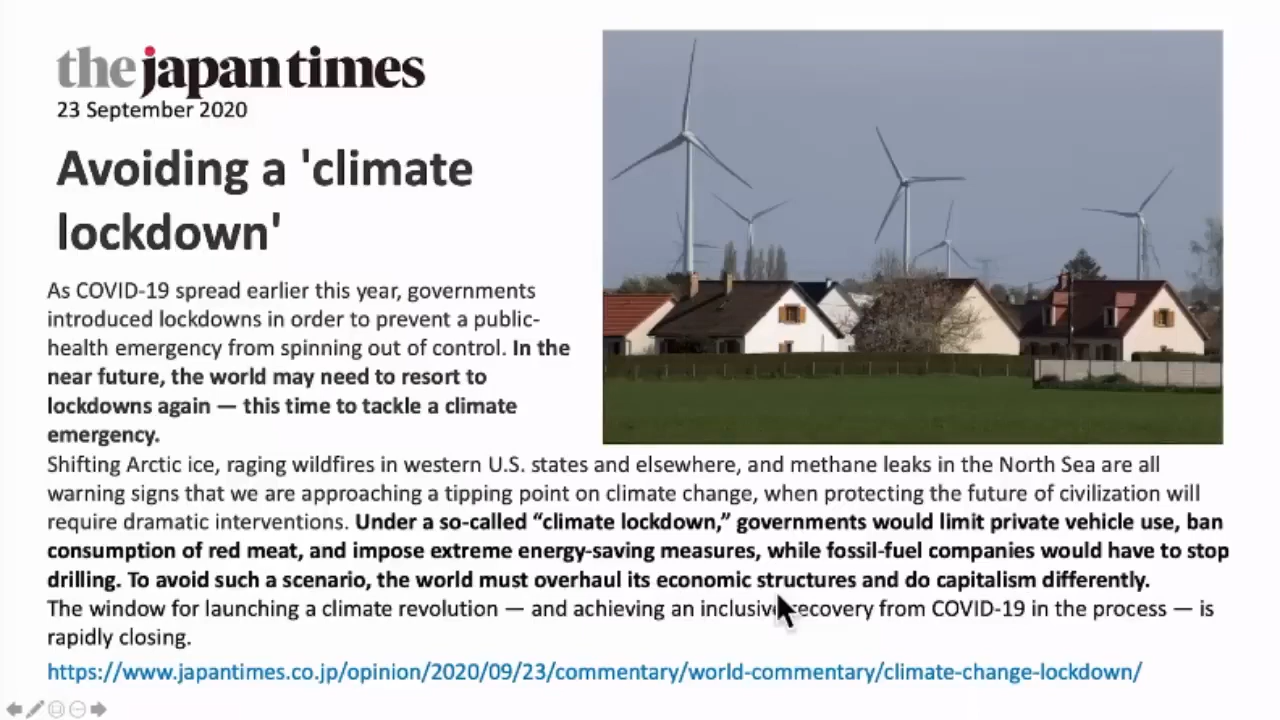 the japan times
23 September 2020
Avoiding a 'climate
lockdown'
As COVID-19 spread earlier this year, governments
introduced lockdowns in order to prevent a public-
health emergency from spinning out of control. In the
near future, the world may need to resort to
lockdowns again — this time to tackle a climate
emergency.
Shifting Arctic ice, raging wildfires in western U.S. states and elsewhere, and methane leaks in the North Sea are all
warning signs that we are approaching a tipping point on climate change, when protecting the future of civilization will
require dramatic interventions. Under a so-called “climate lockdown,” governments would limit private vehicle use, ban
consumption of red meat, and impose extreme energy-saving measures, while fossil-fuel companies would have to stop
drilling. To avoid such a scenario, the world must overhaul its economic structures and do capitalism differently.
The window for launching a climate revolution — and achieving an inclusive recovery from COVID-19 in the process — is
rapidly closing.
https://www.japantimes.co.jp/opinion/2020/09/23/commentary/world-commentary/climate-change-lockdown/